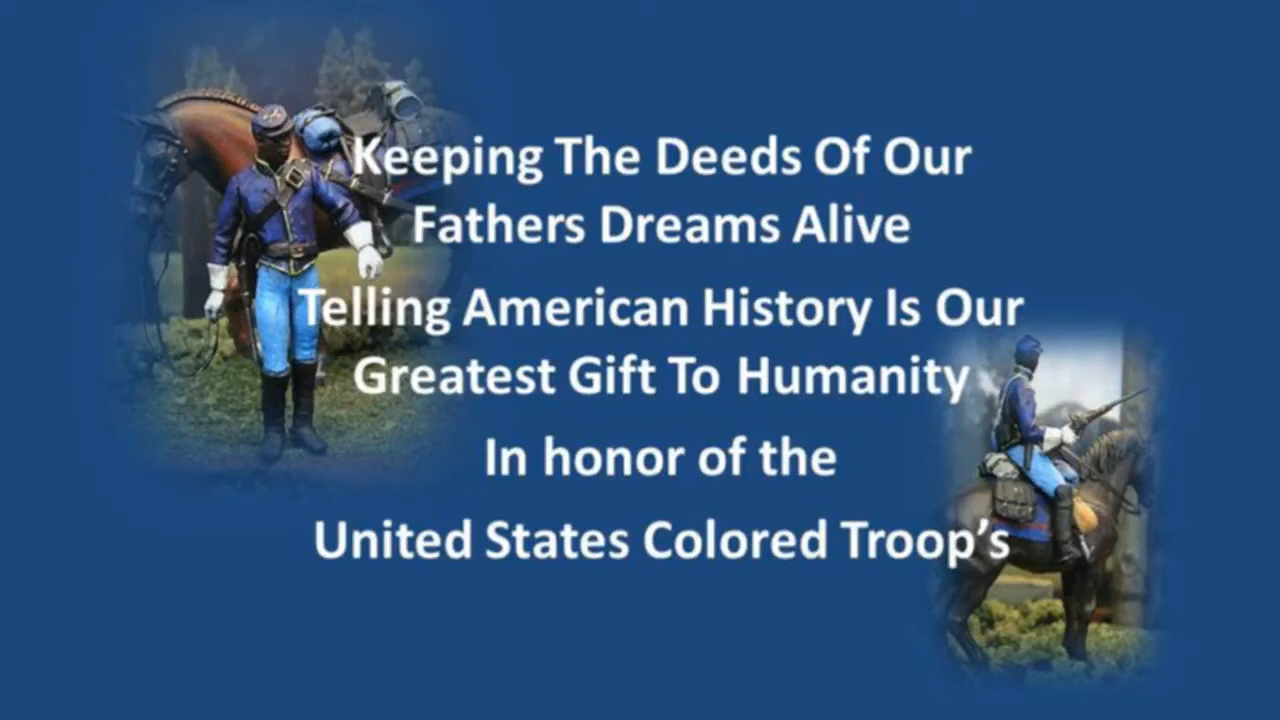 Keeping The Deeds Of Our
Fathers Dreams Alive
Telling American History Is Our
Greatest Gift To Humanity
In honor of the
United States Colored Troop’s